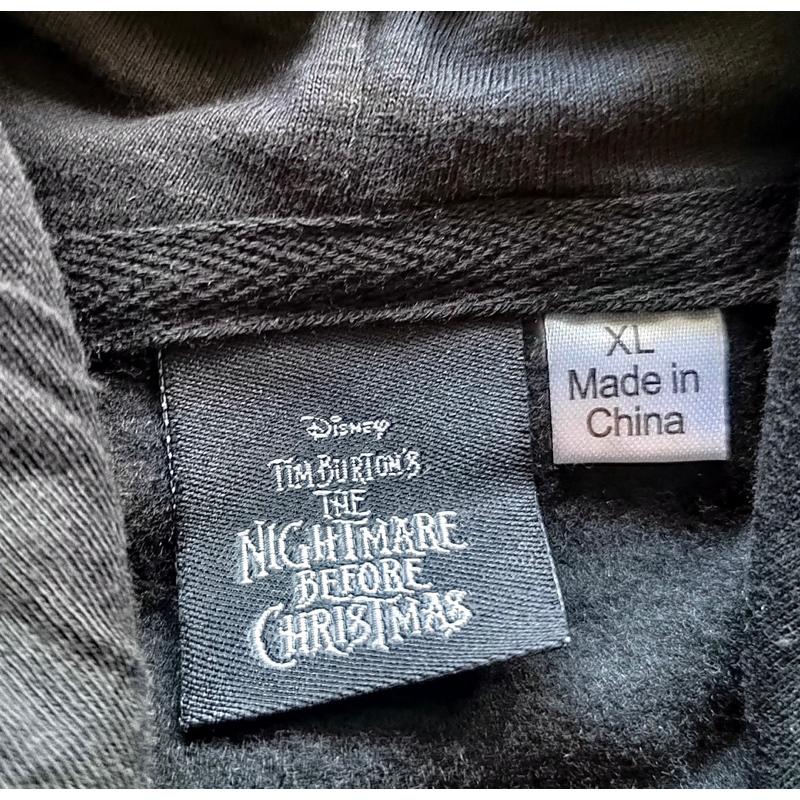 Disney
TIM BURTON'S
THE
NIGHTMARE
BEFORE
CHRISTMAS
XL
Made in
China